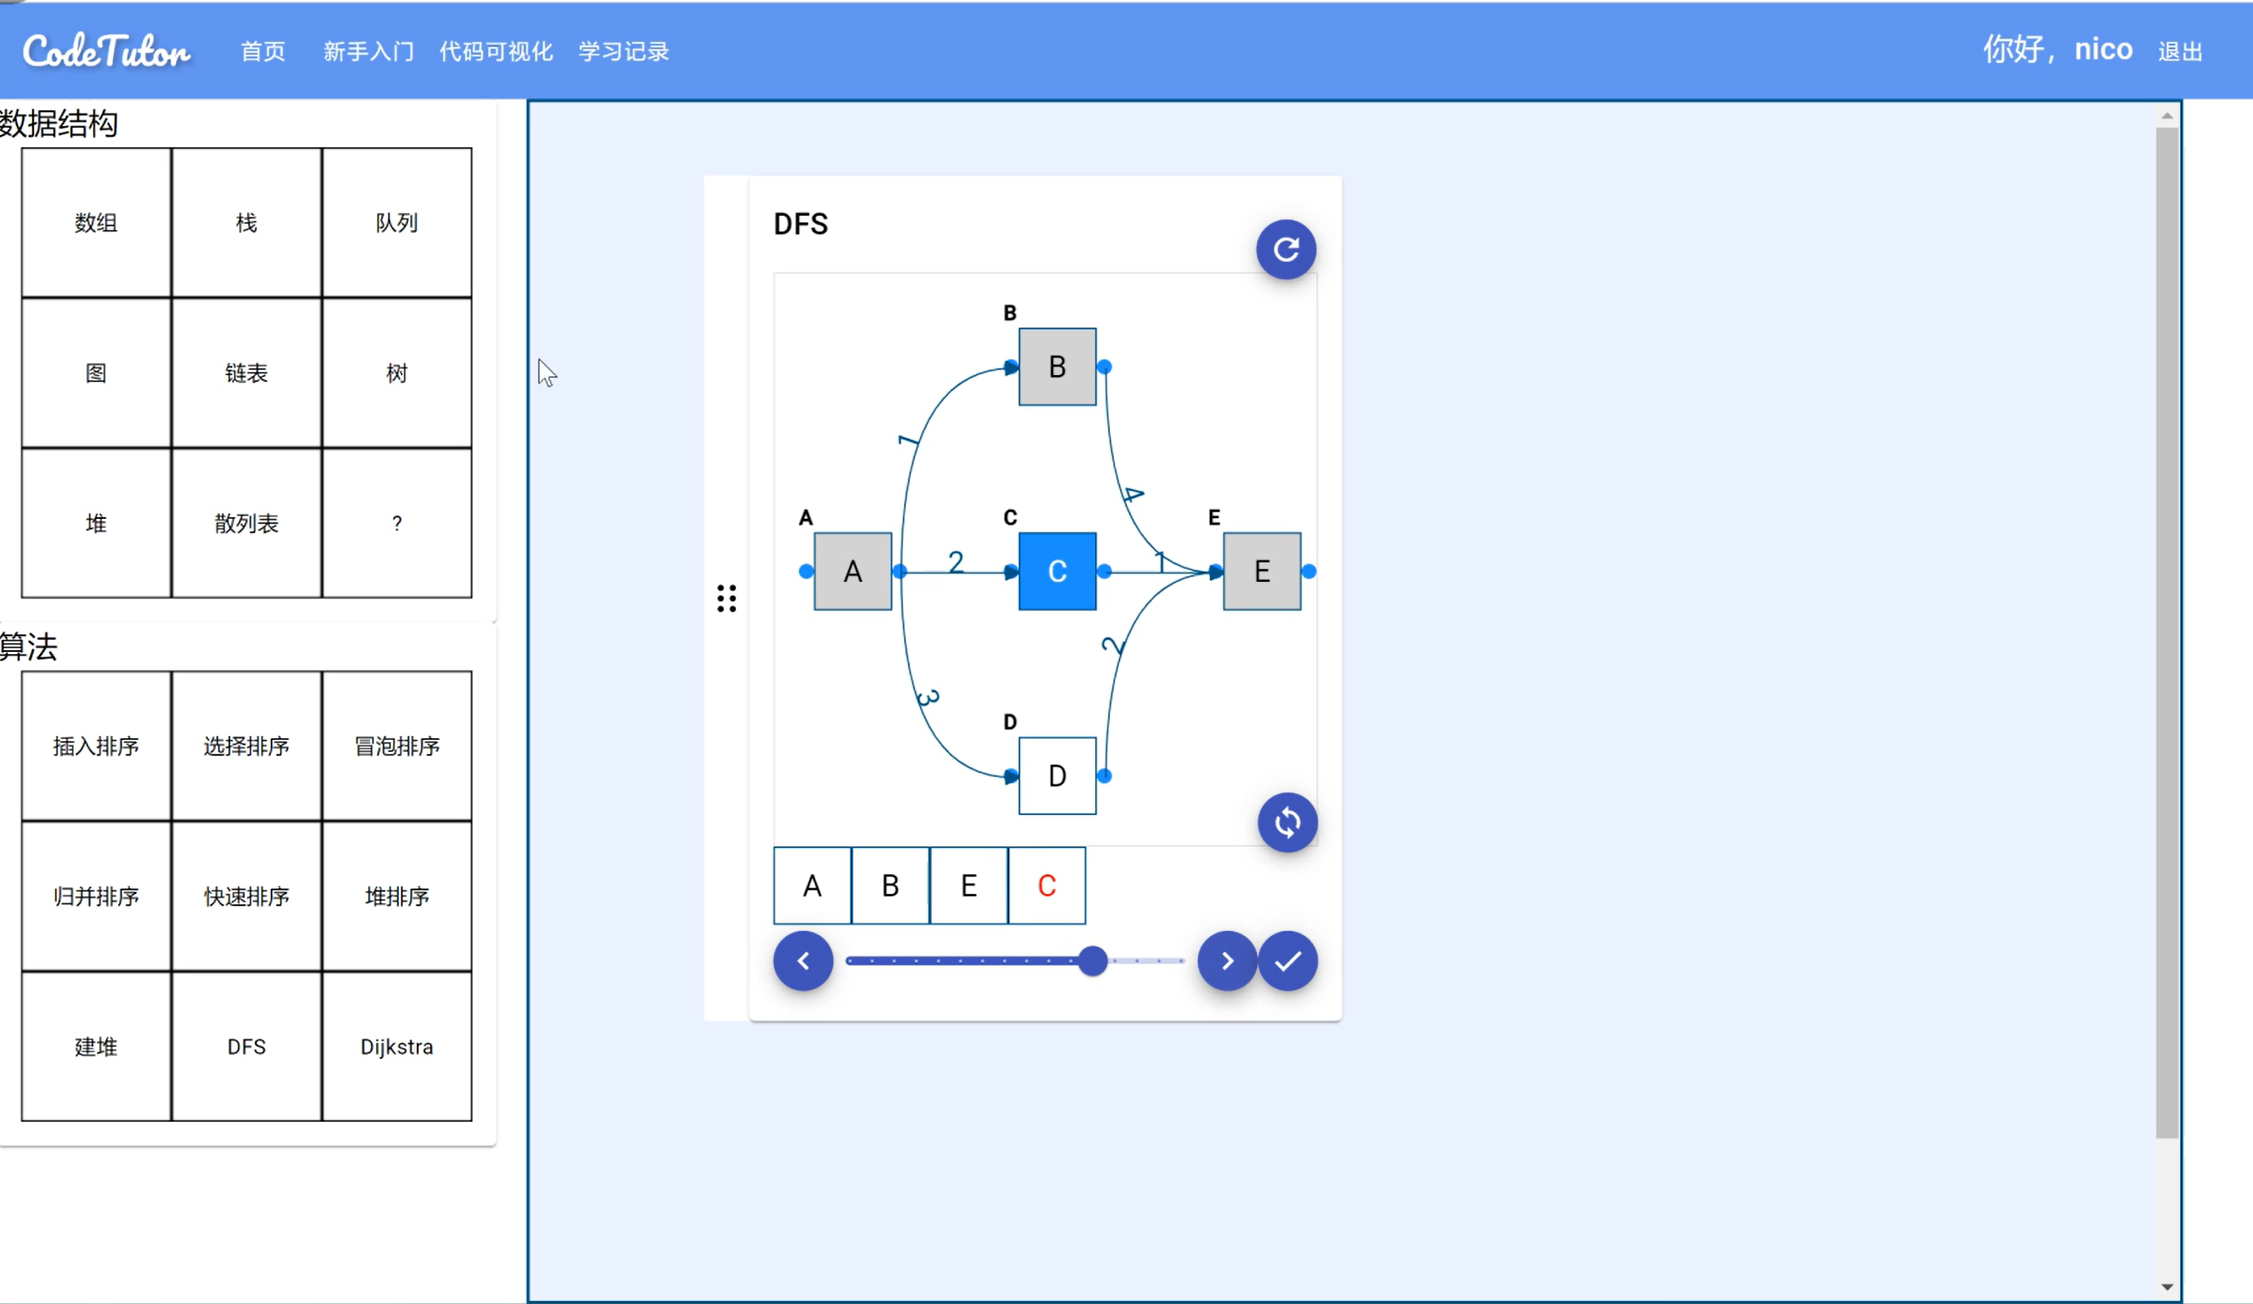 CodeTutor 首页 新手入门 代码可视化 学习记录 你好，nico 退出
数据结构
数组 栈 队列
图 链表 树
堆 散列表 ?
算法
插入排序 选择排序 冒泡排序
归并排序 快速排序 堆排序
建堆 DFS Dijkstra
DFS
B
B
1
4
A C E
A 2 C 1 E
2
3
D
D
A B E C